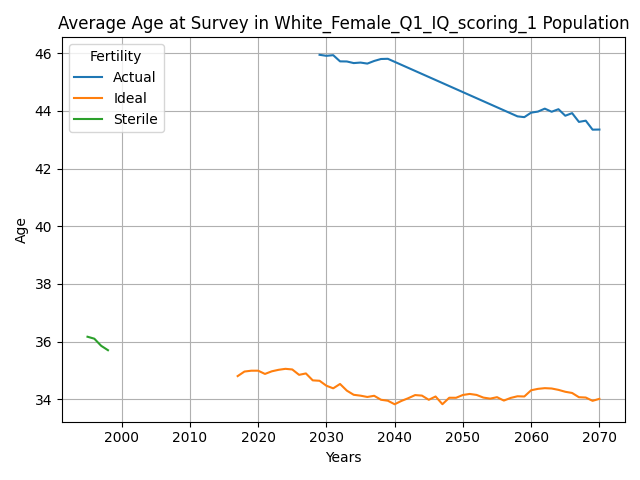 Average Age at Survey in White_Female_Q1_IQ_scoring_1 Population
Fertility
Actual
Ideal
Sterile
Age
46
44
42
40
38
36
34
2000
2010
2020
2030
2040
2050
2060
2070
Years